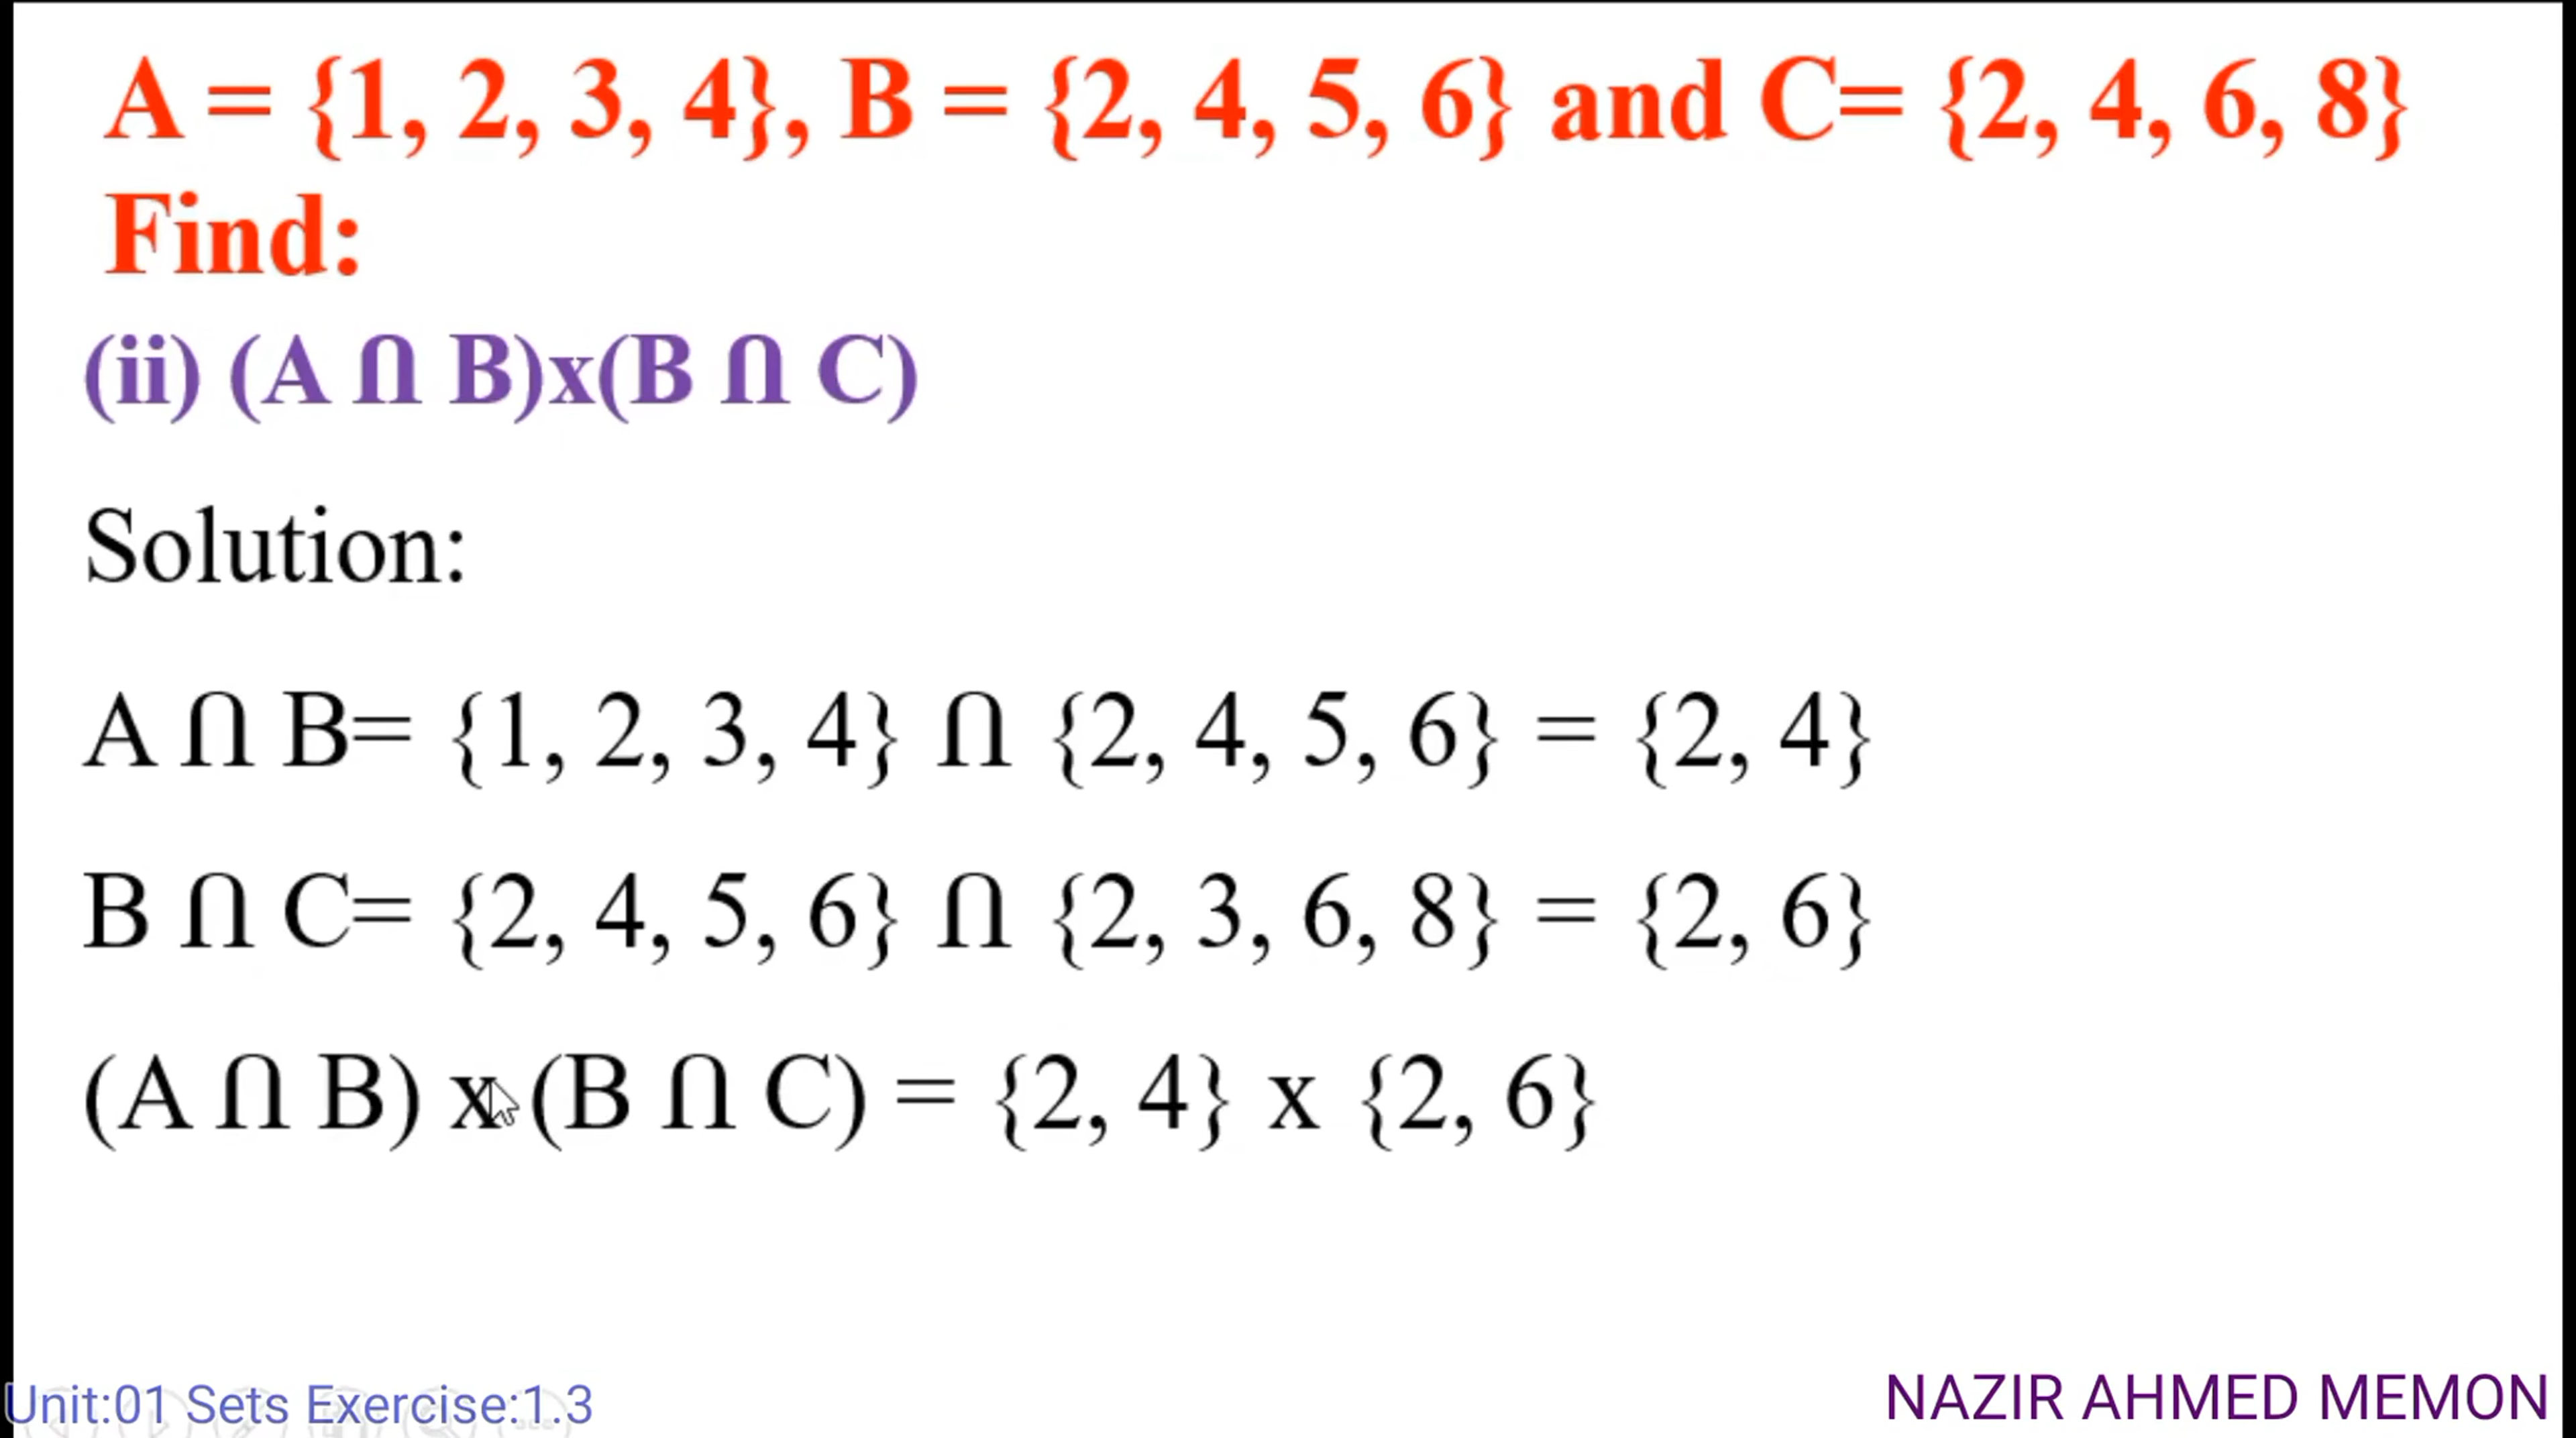 A = {1, 2, 3, 4}, B = {2, 4, 5, 6} and C= {2, 4, 6, 8}
Find:
(ii) (A ∩ B)x(B ∩ C)
Solution:
A ∩ B= {1, 2, 3, 4} ∩ {2, 4, 5, 6} = {2, 4}
B ∩ C= {2, 4, 5, 6} ∩ {2, 3, 6, 8} = {2, 6}
(A ∩ B) x (B ∩ C) = {2, 4} x {2, 6}
Unit:01 Sets Exercise:1.3
NAZIR AHMED MEMON